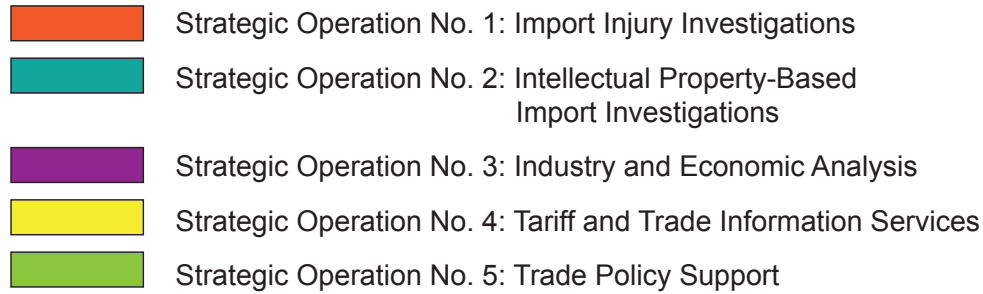 Strategic Operation No. 1: Import Injury Investigations
Strategic Operation No. 2: Intellectual Property-Based
Import Investigations
Strategic Operation No. 3: Industry and Economic Analysis
Strategic Operation No. 4: Tariff and Trade Information Services
Strategic Operation No. 5: Trade Policy Support